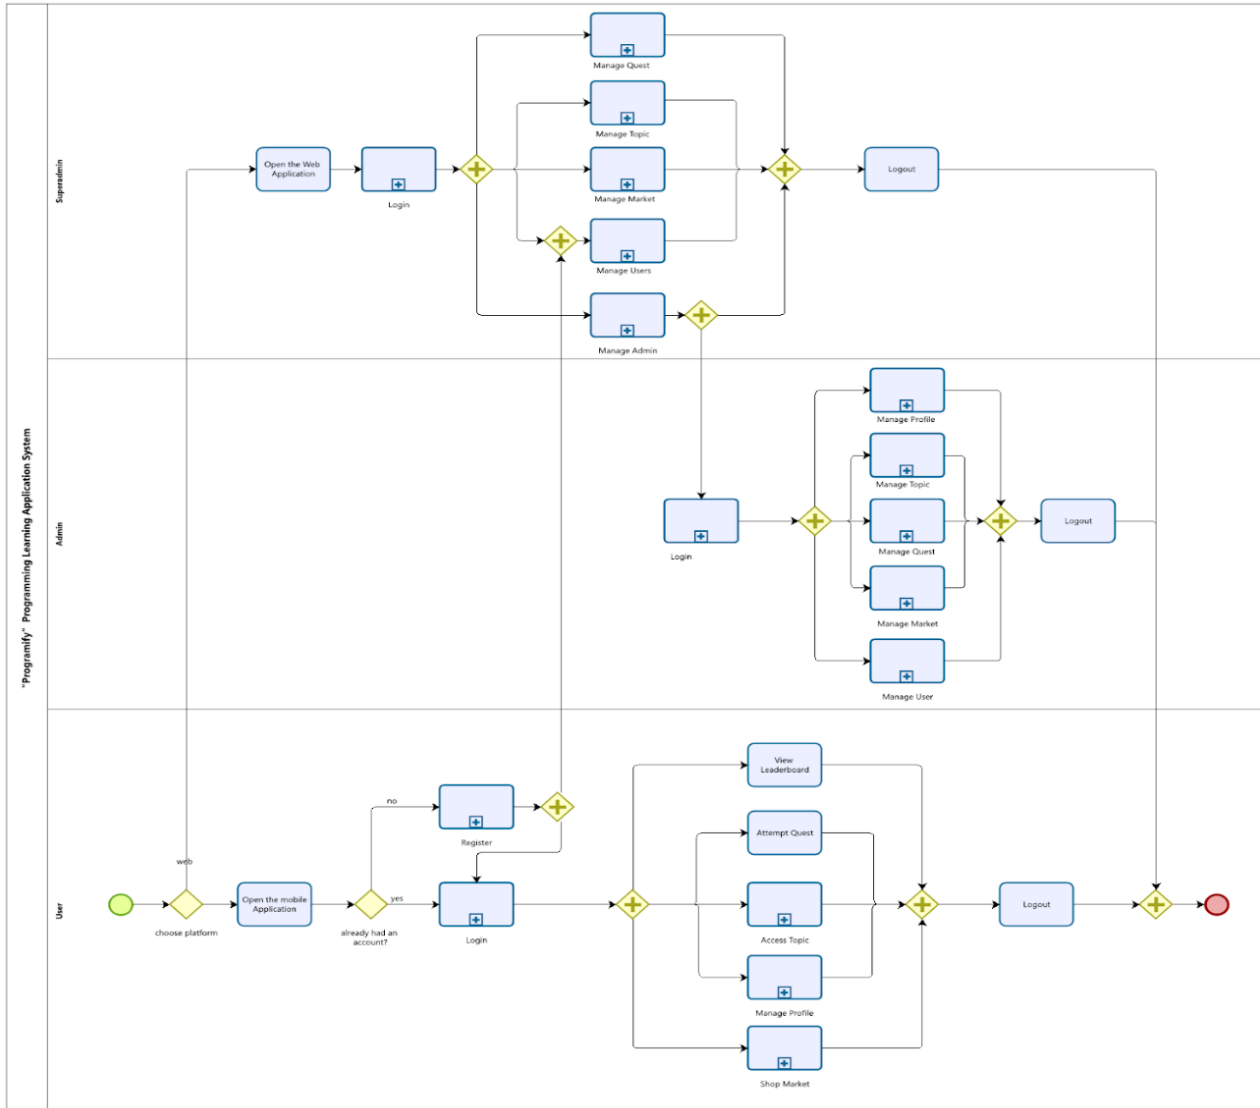 "Programify" Programming Learning Application System
Superadmin
Manage Quest
Manage Topic
Open the Web
Application
Login
Manage Market
Logout
Manage Users
Manage Admin
Admin
Manage Profile
Manage Topic
Login
Manage Quest
Logout
Manage Market
Manage User
User
View
Leaderboard
no
Register
Attempt Quest
web
choose platform
Open the mobile
Application
already had an
account?
yes
Login
Access Topic
Logout
Manage Profile
Shop Market